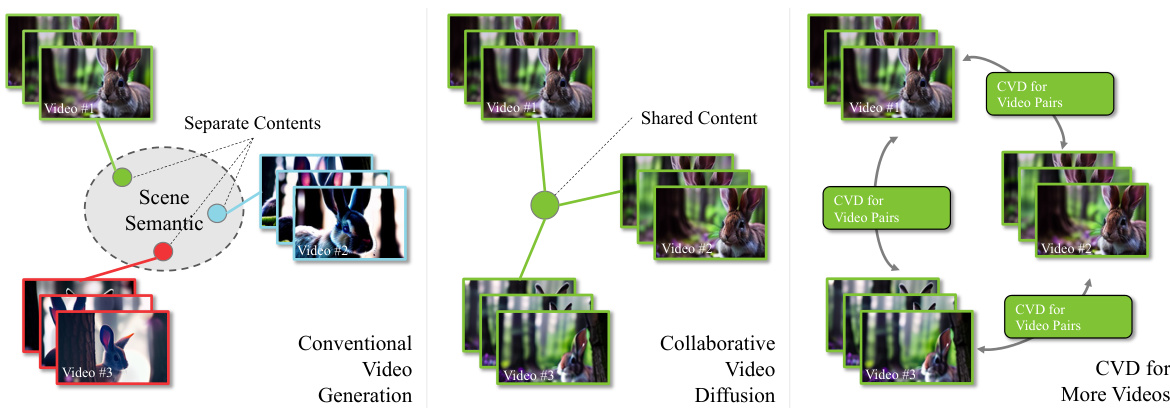 Video #1
Separate Contents
Scene
Semantic
Video #2
Video #3
Conventional
Video
Generation
Video #1
Shared Content
Video #2
Video #3
Collaborative
Video
Diffusion
Video #1
CVD for
Video Pairs
CVD for
Video Pairs
Video #2
CVD for
Video Pairs
Video #3
CVD for
More Videos